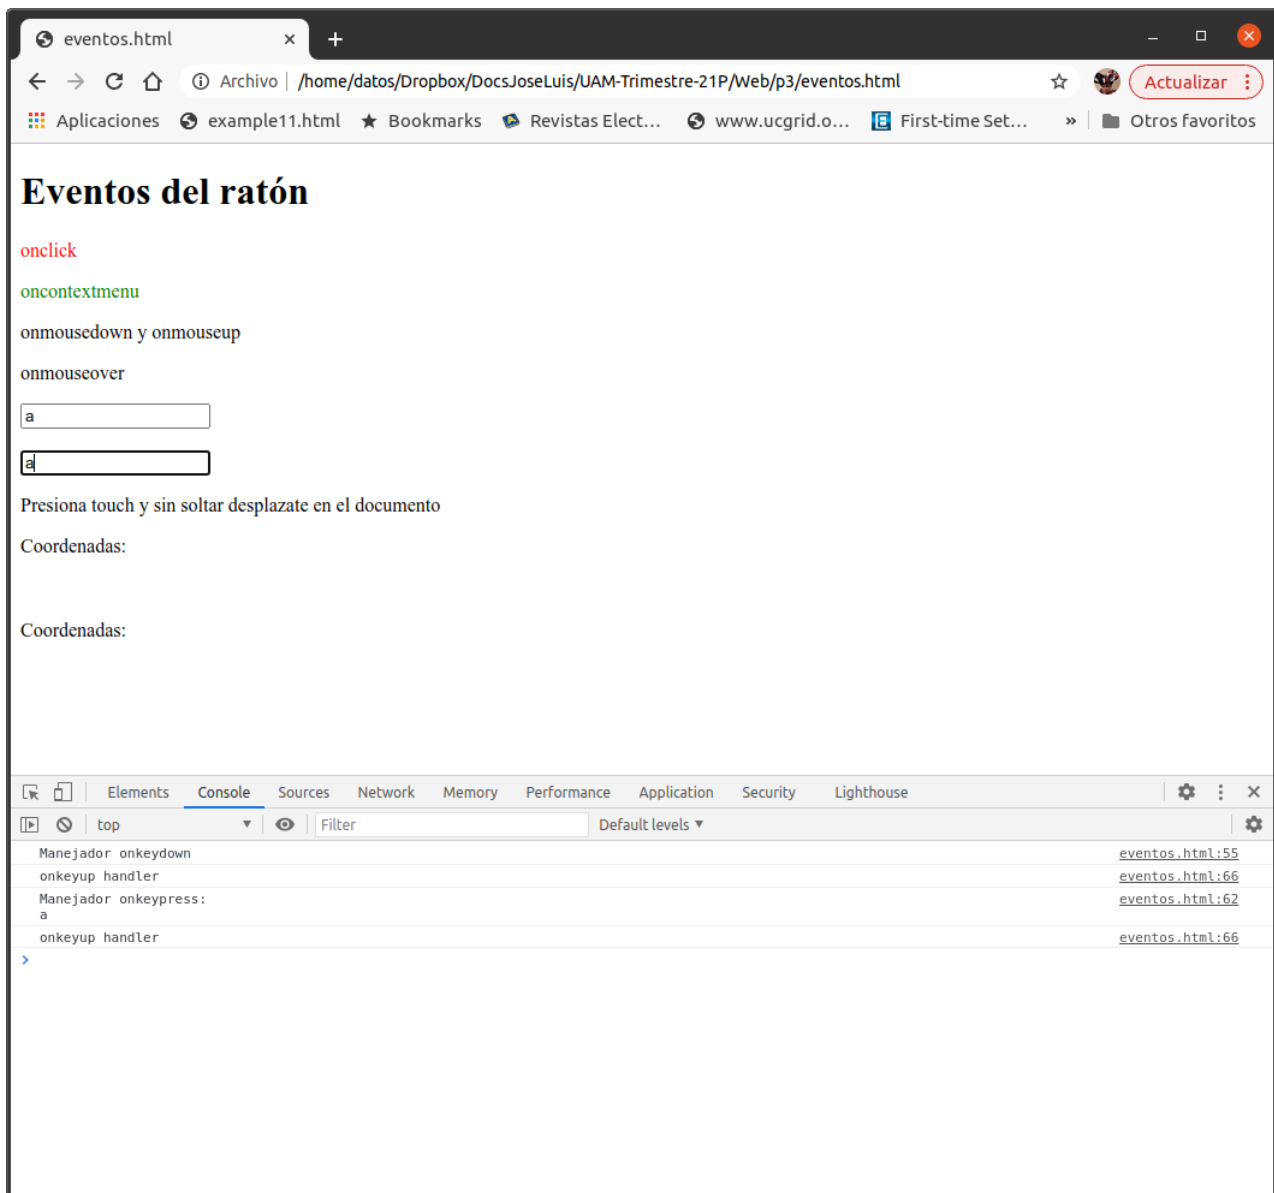 eventos.html
Archivo /home/datos/Dropbox/DocsJoseLuis/UAM-Trimestre-21P/Web/p3/eventos.html Actualizar
Aplicaciones example11.html Bookmarks Revistas Elect... www.ucgrid.o... First-time Set... » Otros favoritos
Eventos del ratón
onclick
oncontextmenu
onmousedown y onmouseup
onmouseover
a
a
Presiona touch y sin soltar desplazate en el documento
Coordenadas:
Coordenadas:
Elements Console Sources Network Memory Performance Application Security Lighthouse
top Filter Default levels
Manejador onkeydown eventos.html:55
onkeyup handler eventos.html:66
Manejador onkeypress: eventos.html:62
a
onkeyup handler eventos.html:66